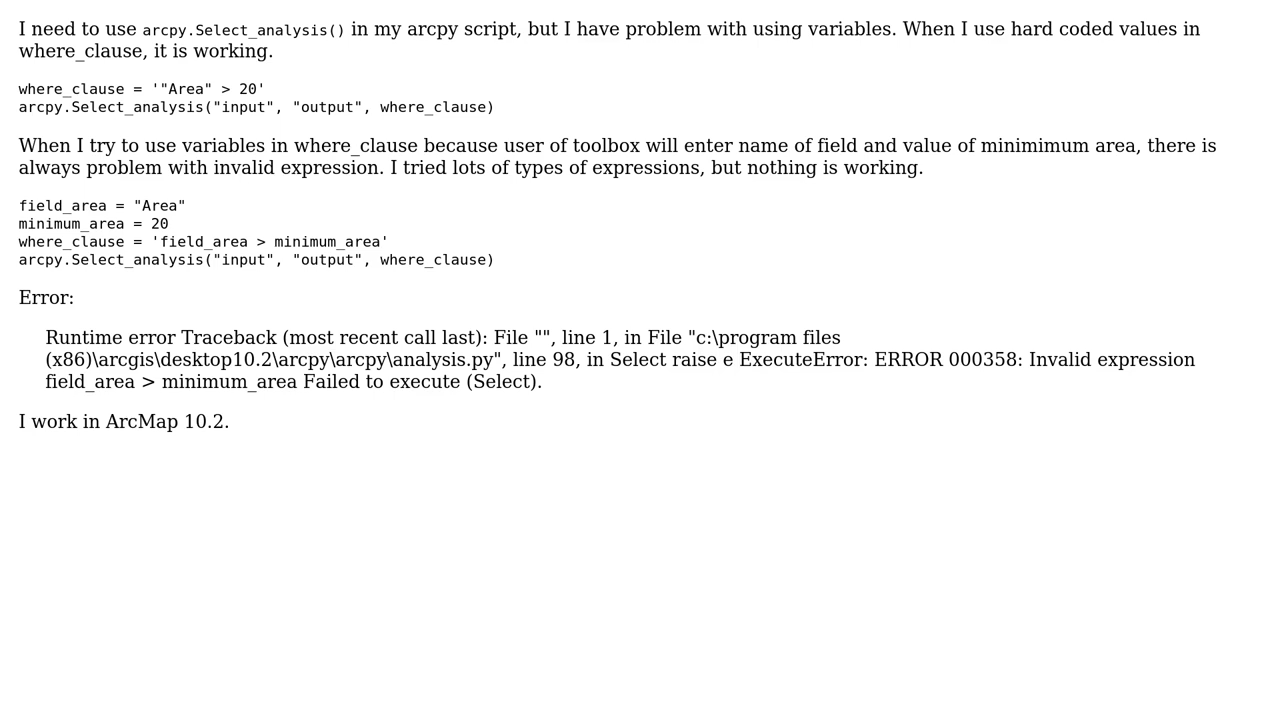 I need to use arcpy.Select_analysis() in my arcpy script, but I have problem with using variables. When I use hard coded values in
where_clause, it is working.
where_clause = '"Area" > 20'
arcpy.Select_analysis("input", "output", where_clause)
When I try to use variables in where_clause because user of toolbox will enter name of field and value of minimimum area, there is
always problem with invalid expression. I tried lots of types of expressions, but nothing is working.
field_area = "Area"
minimum_area = 20
where_clause = 'field_area > minimum_area'
arcpy.Select_analysis("input", "output", where_clause)
Error:
Runtime error Traceback (most recent call last): File "", line 1, in File "c:\program files
(x86)\arcgis\desktop10.2\arcpy\arcpy\analysis.py", line 98, in Select raise e ExecuteError: ERROR 000358: Invalid expression
field_area > minimum_area Failed to execute (Select).
I work in ArcMap 10.2.